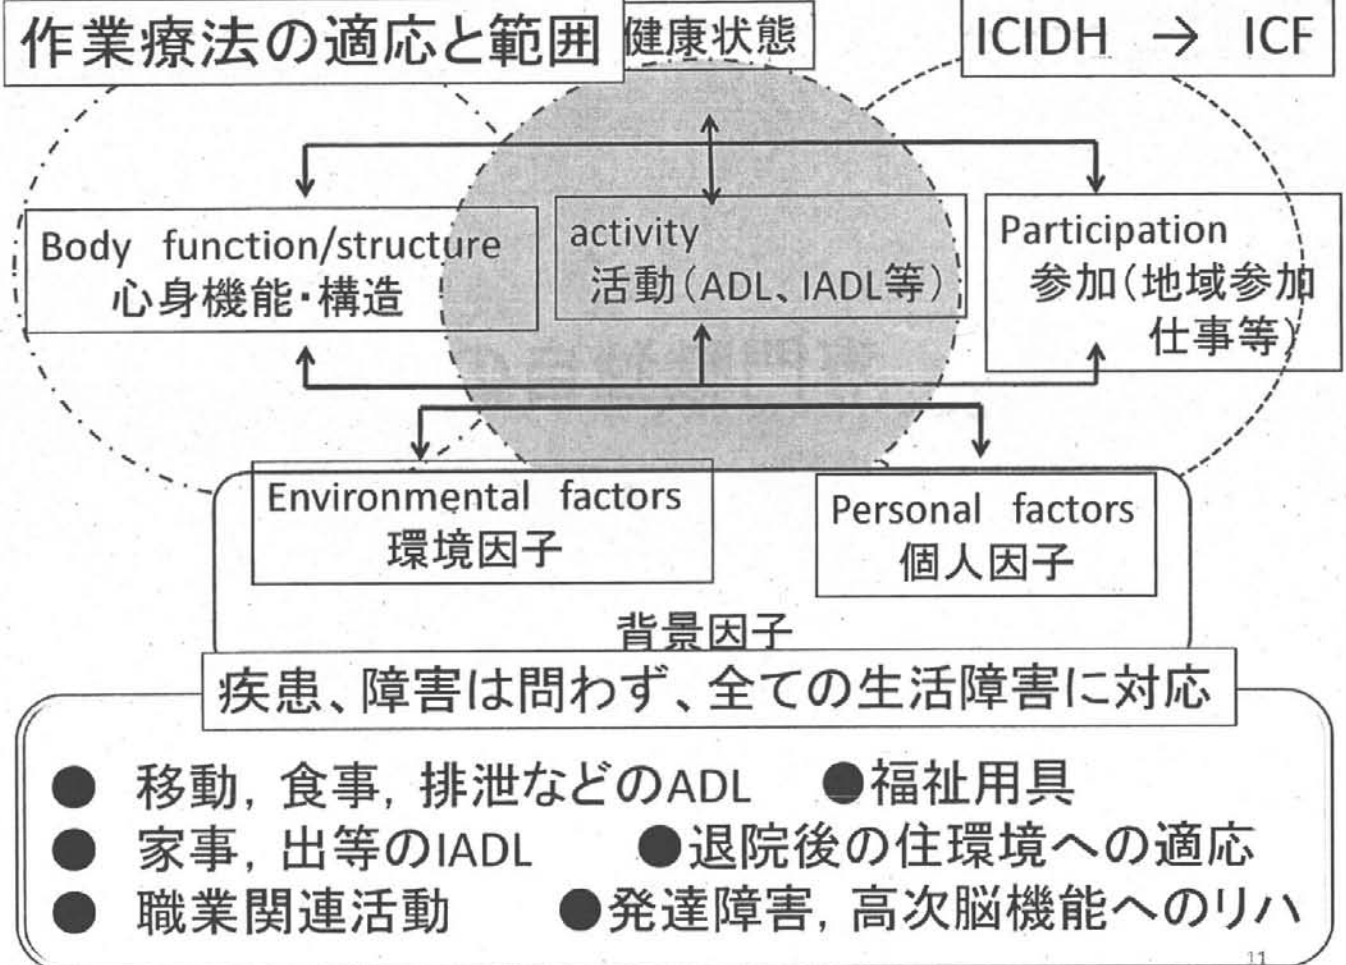 作業療法の適応と範囲
健康状態
ICIDH → ICF
Body function/structure
心身機能・構造
activity
活動(ADL、IADL等)
Participation
参加(地域参加
仕事等)
Environmental factors
環境因子
Personal factors
個人因子
背景因子
疾患、障害は問わず、全ての生活障害に対応
● 移動, 食事, 排泄などのADL ●福祉用具
● 家事, 出等のIADL ●退院後の住環境への適応
● 職業関連活動 ●発達障害, 高次脳機能へのリハ
11